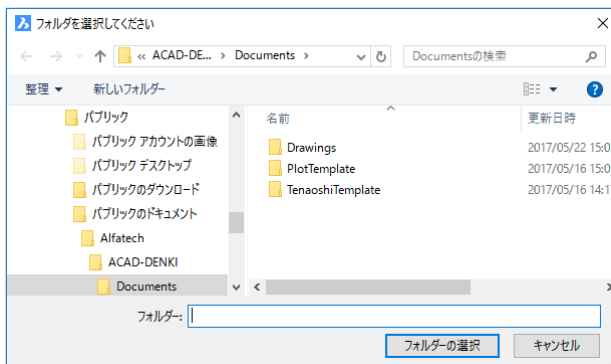 フォルダを選択してください
« ACAD-DE... › Documents ›
Documentsの検索
整理 新しいフォルダー
パブリック
パブリック アカウントの画像
パブリック デスクトップ
パブリックのダウンロード
パブリックのドキュメント
Alfatech
ACAD-DENKI
Documents
名前 更新日時
Drawings 2017/05/22 15:0
PlotTemplate 2017/05/16 15:0
TenaoshiTemplate 2017/05/16 14:1
フォルダー:
フォルダーの選択 キャンセル